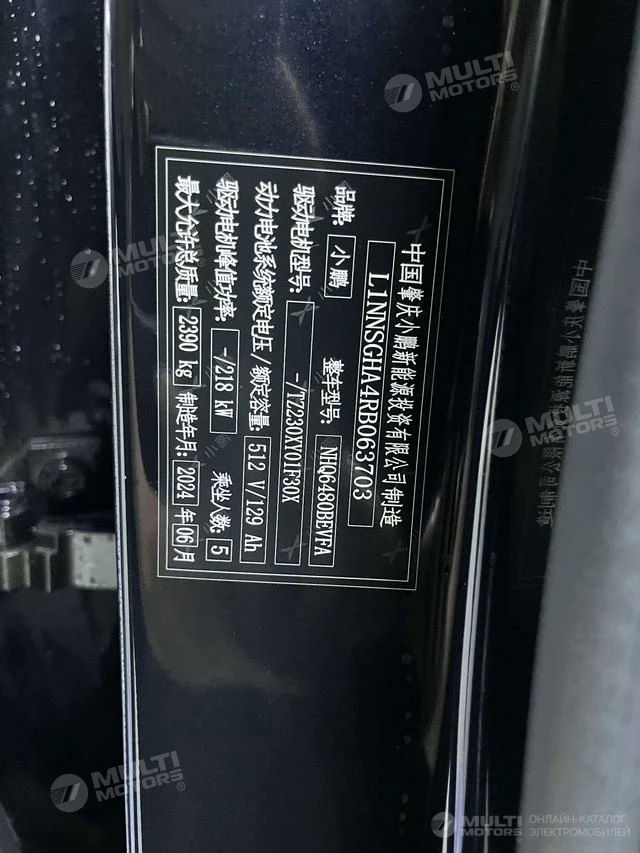 中国肇庆小鹏新能源投资有限公司制造
L1NNSGHA4RB063703
品牌: 小鹏 整车型号: NHQ6480BEVFA
驱动电机型号: -/TZ230XY01F30X
动力电池系统额定电压/额定容量: 512 V/129 Ah
驱动电机峰值功率: -/218 kW 乘坐人数: 5
最大允许总质量: 2390 kg 制造年月: 2024 年 06 月
MULTI MOTORS®
MULTI MOTORS®
MULTI MOTORS®
MULTI MOTORS®
MULTI MOTORS
ОНЛАЙН-КАТАЛОГ
ЭЛЕКТРОМОБИЛЕЙ